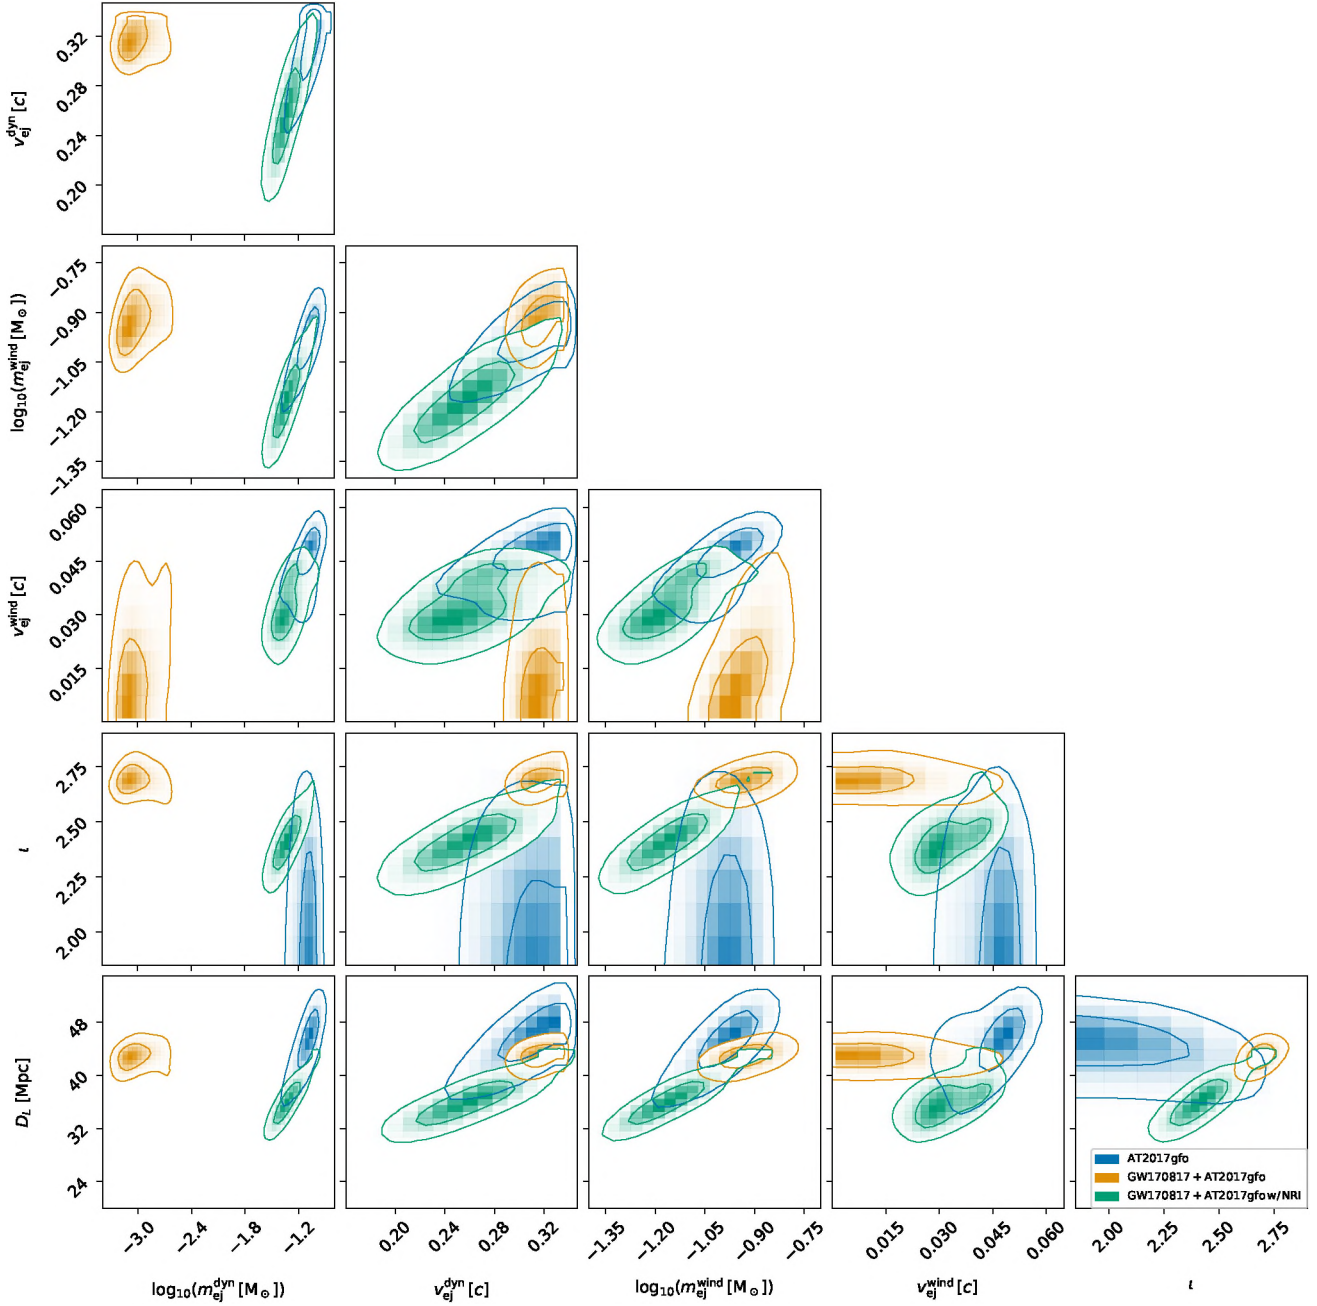 0.32
0.28
0.24
0.20
v_ej^dyn [c]
−0.75
−0.90
−1.05
−1.20
−1.35
log₁₀(m_ej^wind [M⊙])
0.060
0.045
0.030
0.015
v_ej^wind [c]
2.75
2.50
2.25
2.00
ι
48
40
32
24
D_L [Mpc]
AT2017gfo
GW170817 + AT2017gfo
GW170817 + AT2017gfo w/NRI
−3.0 −2.4 −1.8 −1.2
0.20 0.24 0.28 0.32
−1.35 −1.20 −1.05 −0.90 −0.75
0.015 0.030 0.045 0.060
2.00 2.25 2.50 2.75
log₁₀(m_ej^dyn [M⊙])
v_ej^dyn [c]
log₁₀(m_ej^wind [M⊙])
v_ej^wind [c]
ι